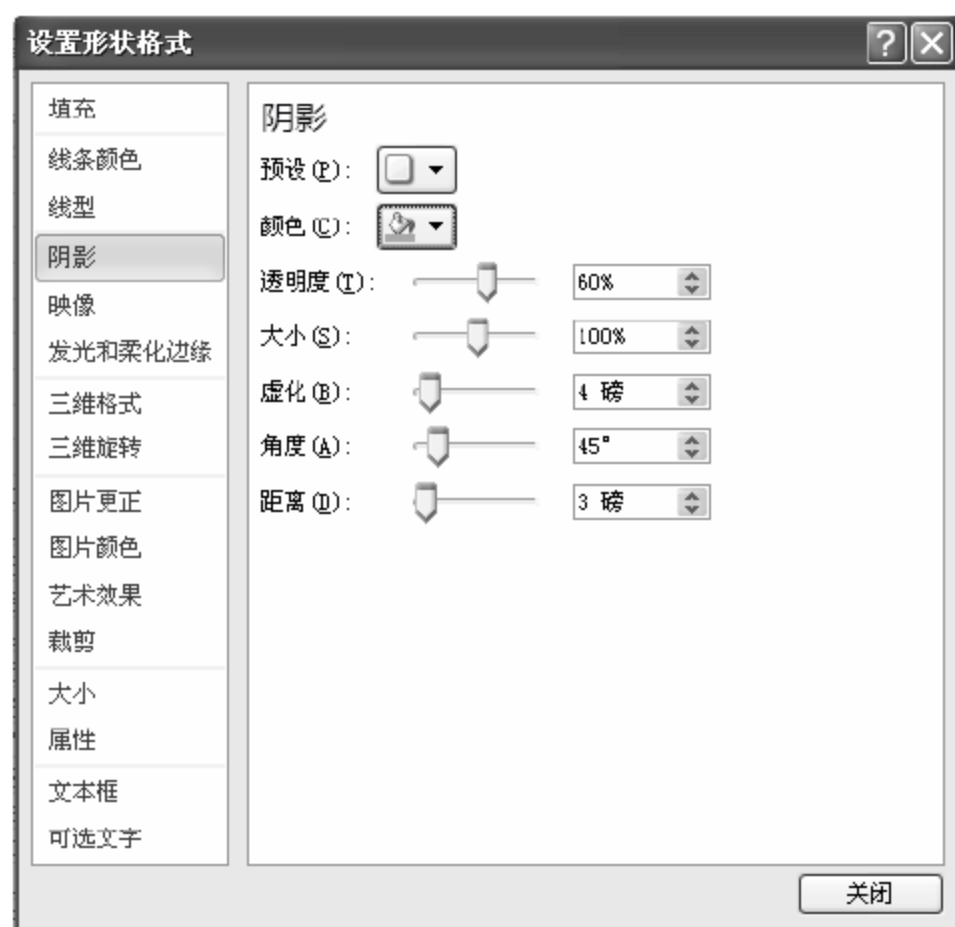 设置形状格式
填充
线条颜色
线型
阴影
映像
发光和柔化边缘
三维格式
三维旋转
图片更正
图片颜色
艺术效果
裁剪
大小
属性
文本框
可选文字
阴影
预设(P):
颜色(C):
透明度(T): 60%
大小(S): 100%
虚化(B): 4 磅
角度(A): 45°
距离(D): 3 磅
关闭